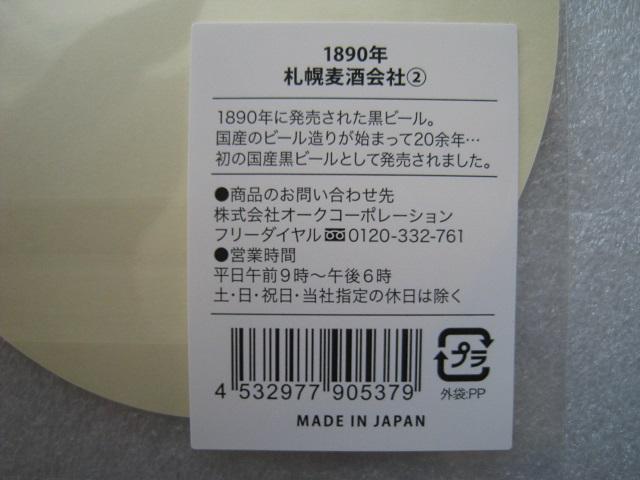 1890年
札幌麦酒会社②
1890年に発売された黒ビール。
国産のビール造りが始まって20余年…
初の国産黒ビールとして発売されました。
●商品のお問い合わせ先
株式会社オークコーポレーション
フリーダイヤル 0120-332-761
●営業時間
平日午前9時～午後6時
土・日・祝日・当社指定の休日は除く
4 532977 905379
プラ
外袋:PP
MADE IN JAPAN